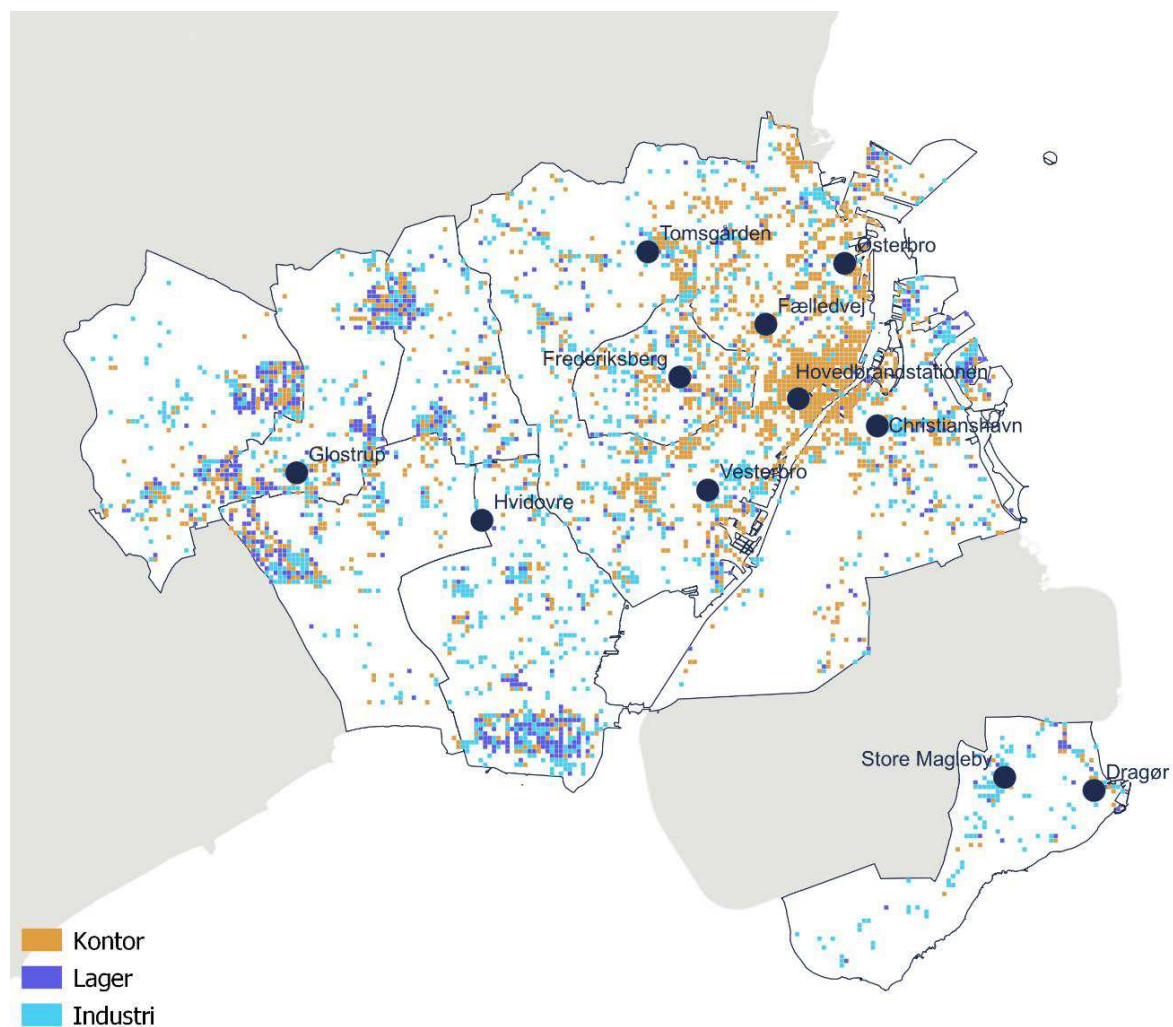 Tomsgården
Østerbro
Fælledvej
Frederiksberg
Hovedbrandstationen
Christianshavn
Glostrup
Vesterbro
Hvidovre
Store Magleby
Dragør
Kontor
Lager
Industri